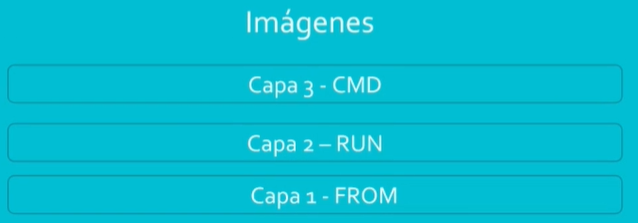 Imágenes
Capa 3 - CMD
Capa 2 – RUN
Capa 1 - FROM